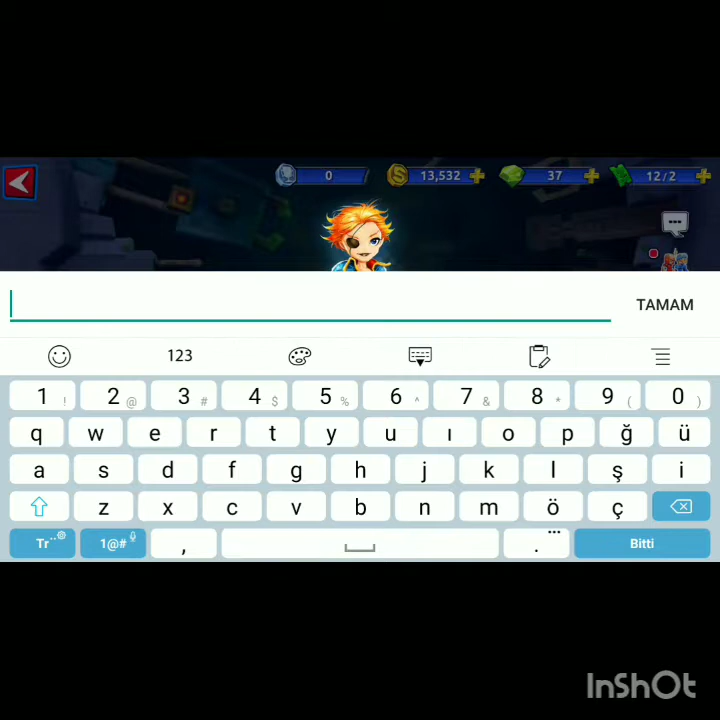 0 13,532 37 12/2
TAMAM
123
1 ! 2 @ 3 # 4 $ 5 % 6 ^ 7 & 8 * 9 ( 0 )
q w e r t y u ı o p ğ ü
a s d f g h j k l ş i
z x c v b n m ö ç
Tr 1@# , . Bitti
InShOt